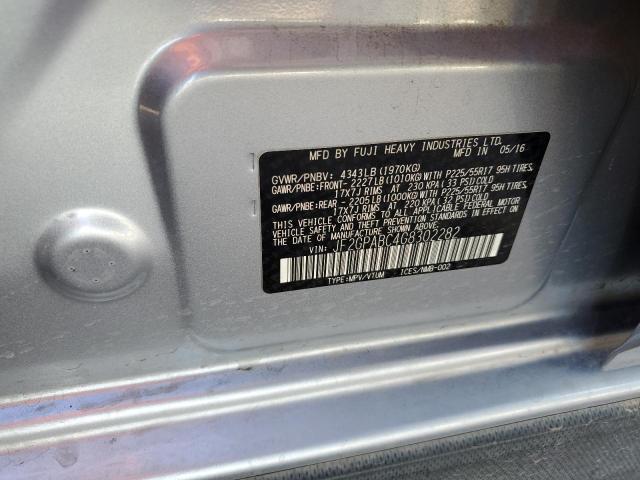 MFD BY FUJI HEAVY INDUSTRIES LTD. 05/16
GVWR/PNBV: 4343LB (1970KG)
GA/PNBE:FRONT- 2227LB (1010KG) WITH P225/55R17 95H TIRES,
17X7J RIMS AT 230 KPA (33 PSI) COLD
GA/PNBE:REAR - 2205LB (1000KG) WITH P225/55R17 95H TIRES,
17X7J RIMS AT 220 KPA (32 PSI) COLD
THIS VEHICLE CONFORMS TO ALL APPLICABLE FEDERAL MOTOR
VEHICLE SAFETY, BUMPER, AND THEFT PREVENTION STANDARDS IN
EFFECT ON THE DATE OF MANUFACTURE SHOWN ABOVE.
VIN: JF2GPABC4G8302282
TYPE:MPV/VTUM ICES/NMB-002